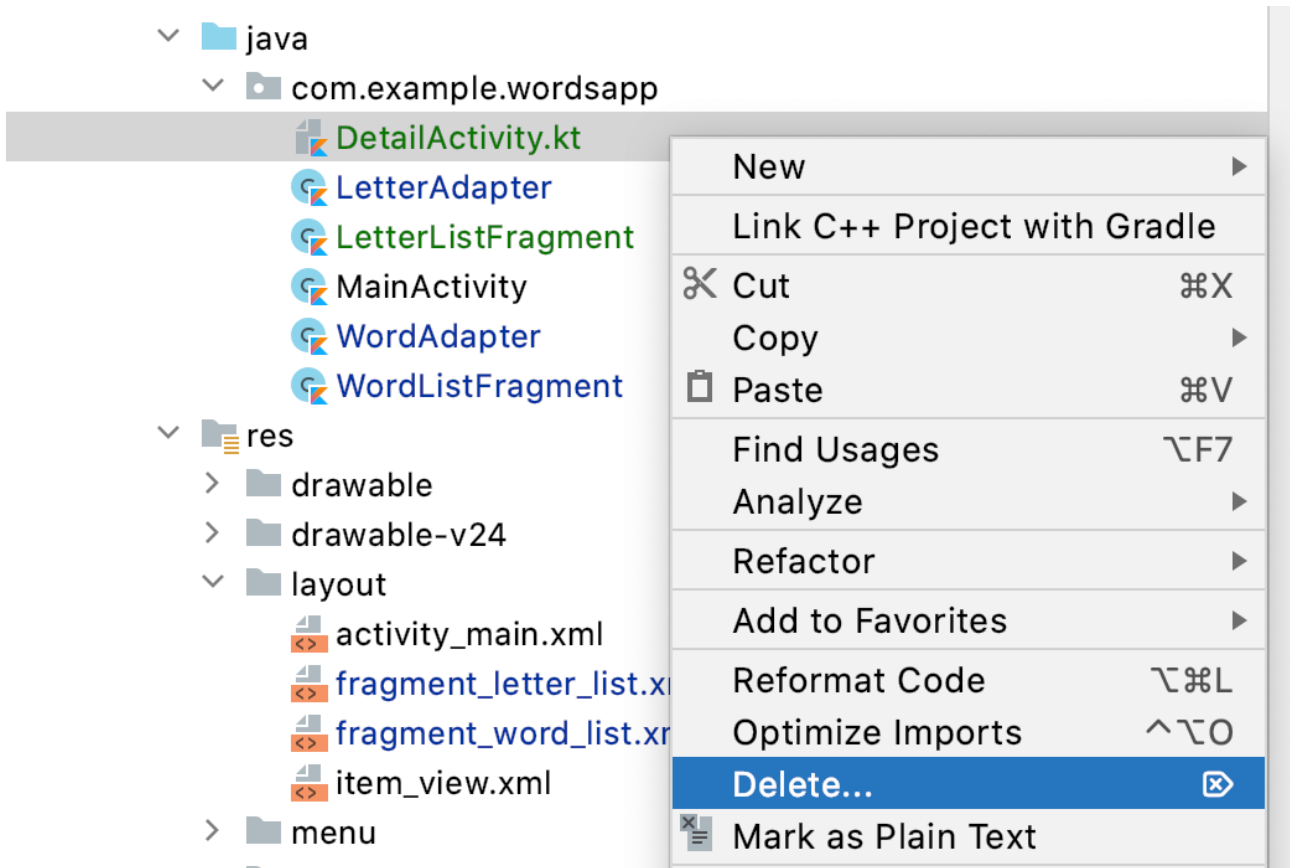 java
com.example.wordsapp
DetailActivity.kt
LetterAdapter
LetterListFragment
MainActivity
WordAdapter
WordListFragment
res
drawable
drawable-v24
layout
activity_main.xml
fragment_letter_list.x
fragment_word_list.x
item_view.xml
menu
New
Link C++ Project with Gradle
Cut ⌘X
Copy
Paste ⌘V
Find Usages ⌥F7
Analyze
Refactor
Add to Favorites
Reformat Code ⌥⌘L
Optimize Imports ^⌥O
Delete... ⌦
Mark as Plain Text